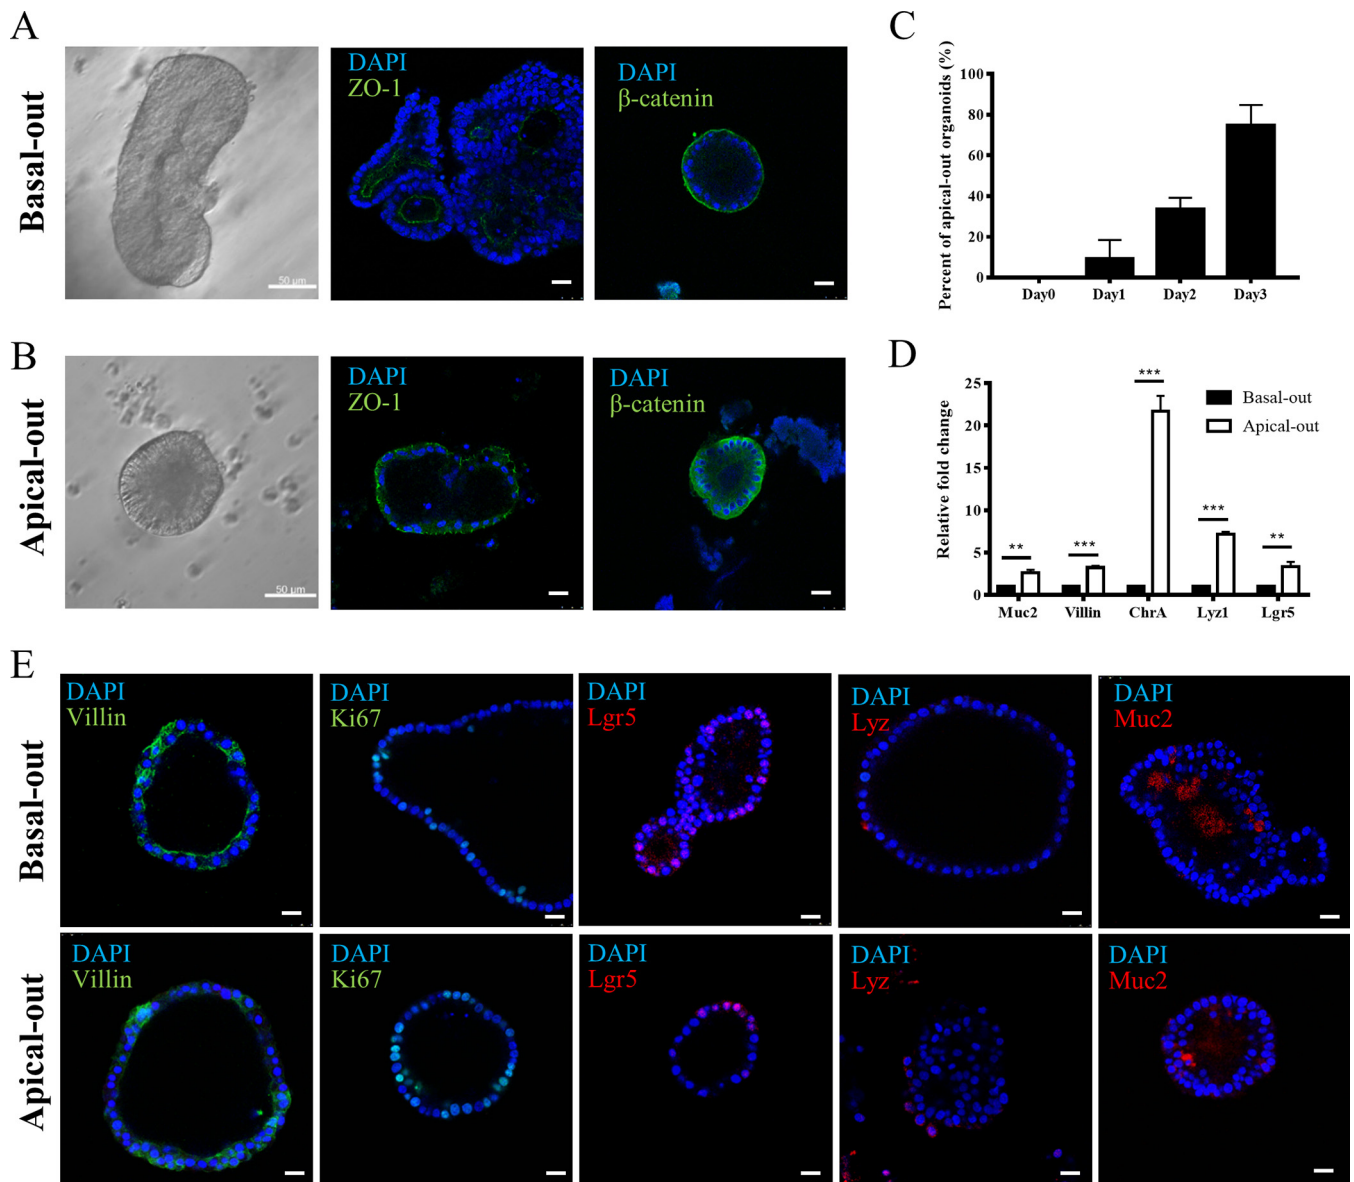 A
Basal-out
50 µm
DAPI
ZO-1
DAPI
β-catenin
B
Apical-out
50 µm
DAPI
ZO-1
DAPI
β-catenin
C
Percent of apical-out organoids (%)
100
80
60
40
20
0
Day0 Day1 Day2 Day3
D
Relative fold change
25
20
15
10
5
0
** *** *** *** **
Muc2 Villin ChrA Lyz1 Lgr5
Basal-out
Apical-out
E
Basal-out
DAPI
Villin
DAPI
Ki67
DAPI
Lgr5
DAPI
Lyz
DAPI
Muc2
Apical-out
DAPI
Villin
DAPI
Ki67
DAPI
Lgr5
DAPI
Lyz
DAPI
Muc2